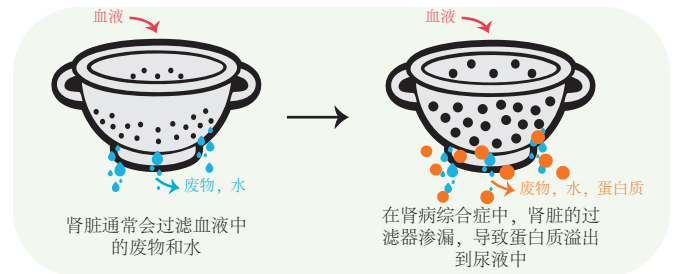 血液
废物，水
肾脏通常会过滤血液中
的废物和水
血液
废物，水，蛋白质
在肾病综合症中，肾脏的过
滤器渗漏，导致蛋白质溢出
到尿液中